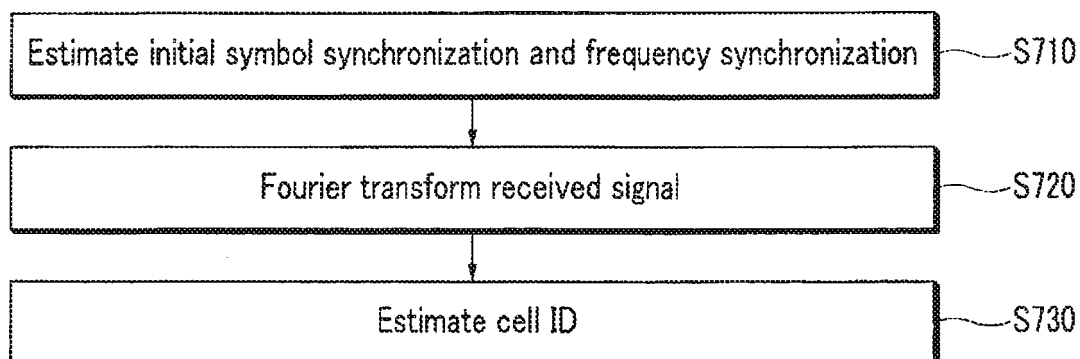 Estimate initial symbol synchronization and frequency synchronization S710
Fourier transform received signal S720
Estimate cell ID S730